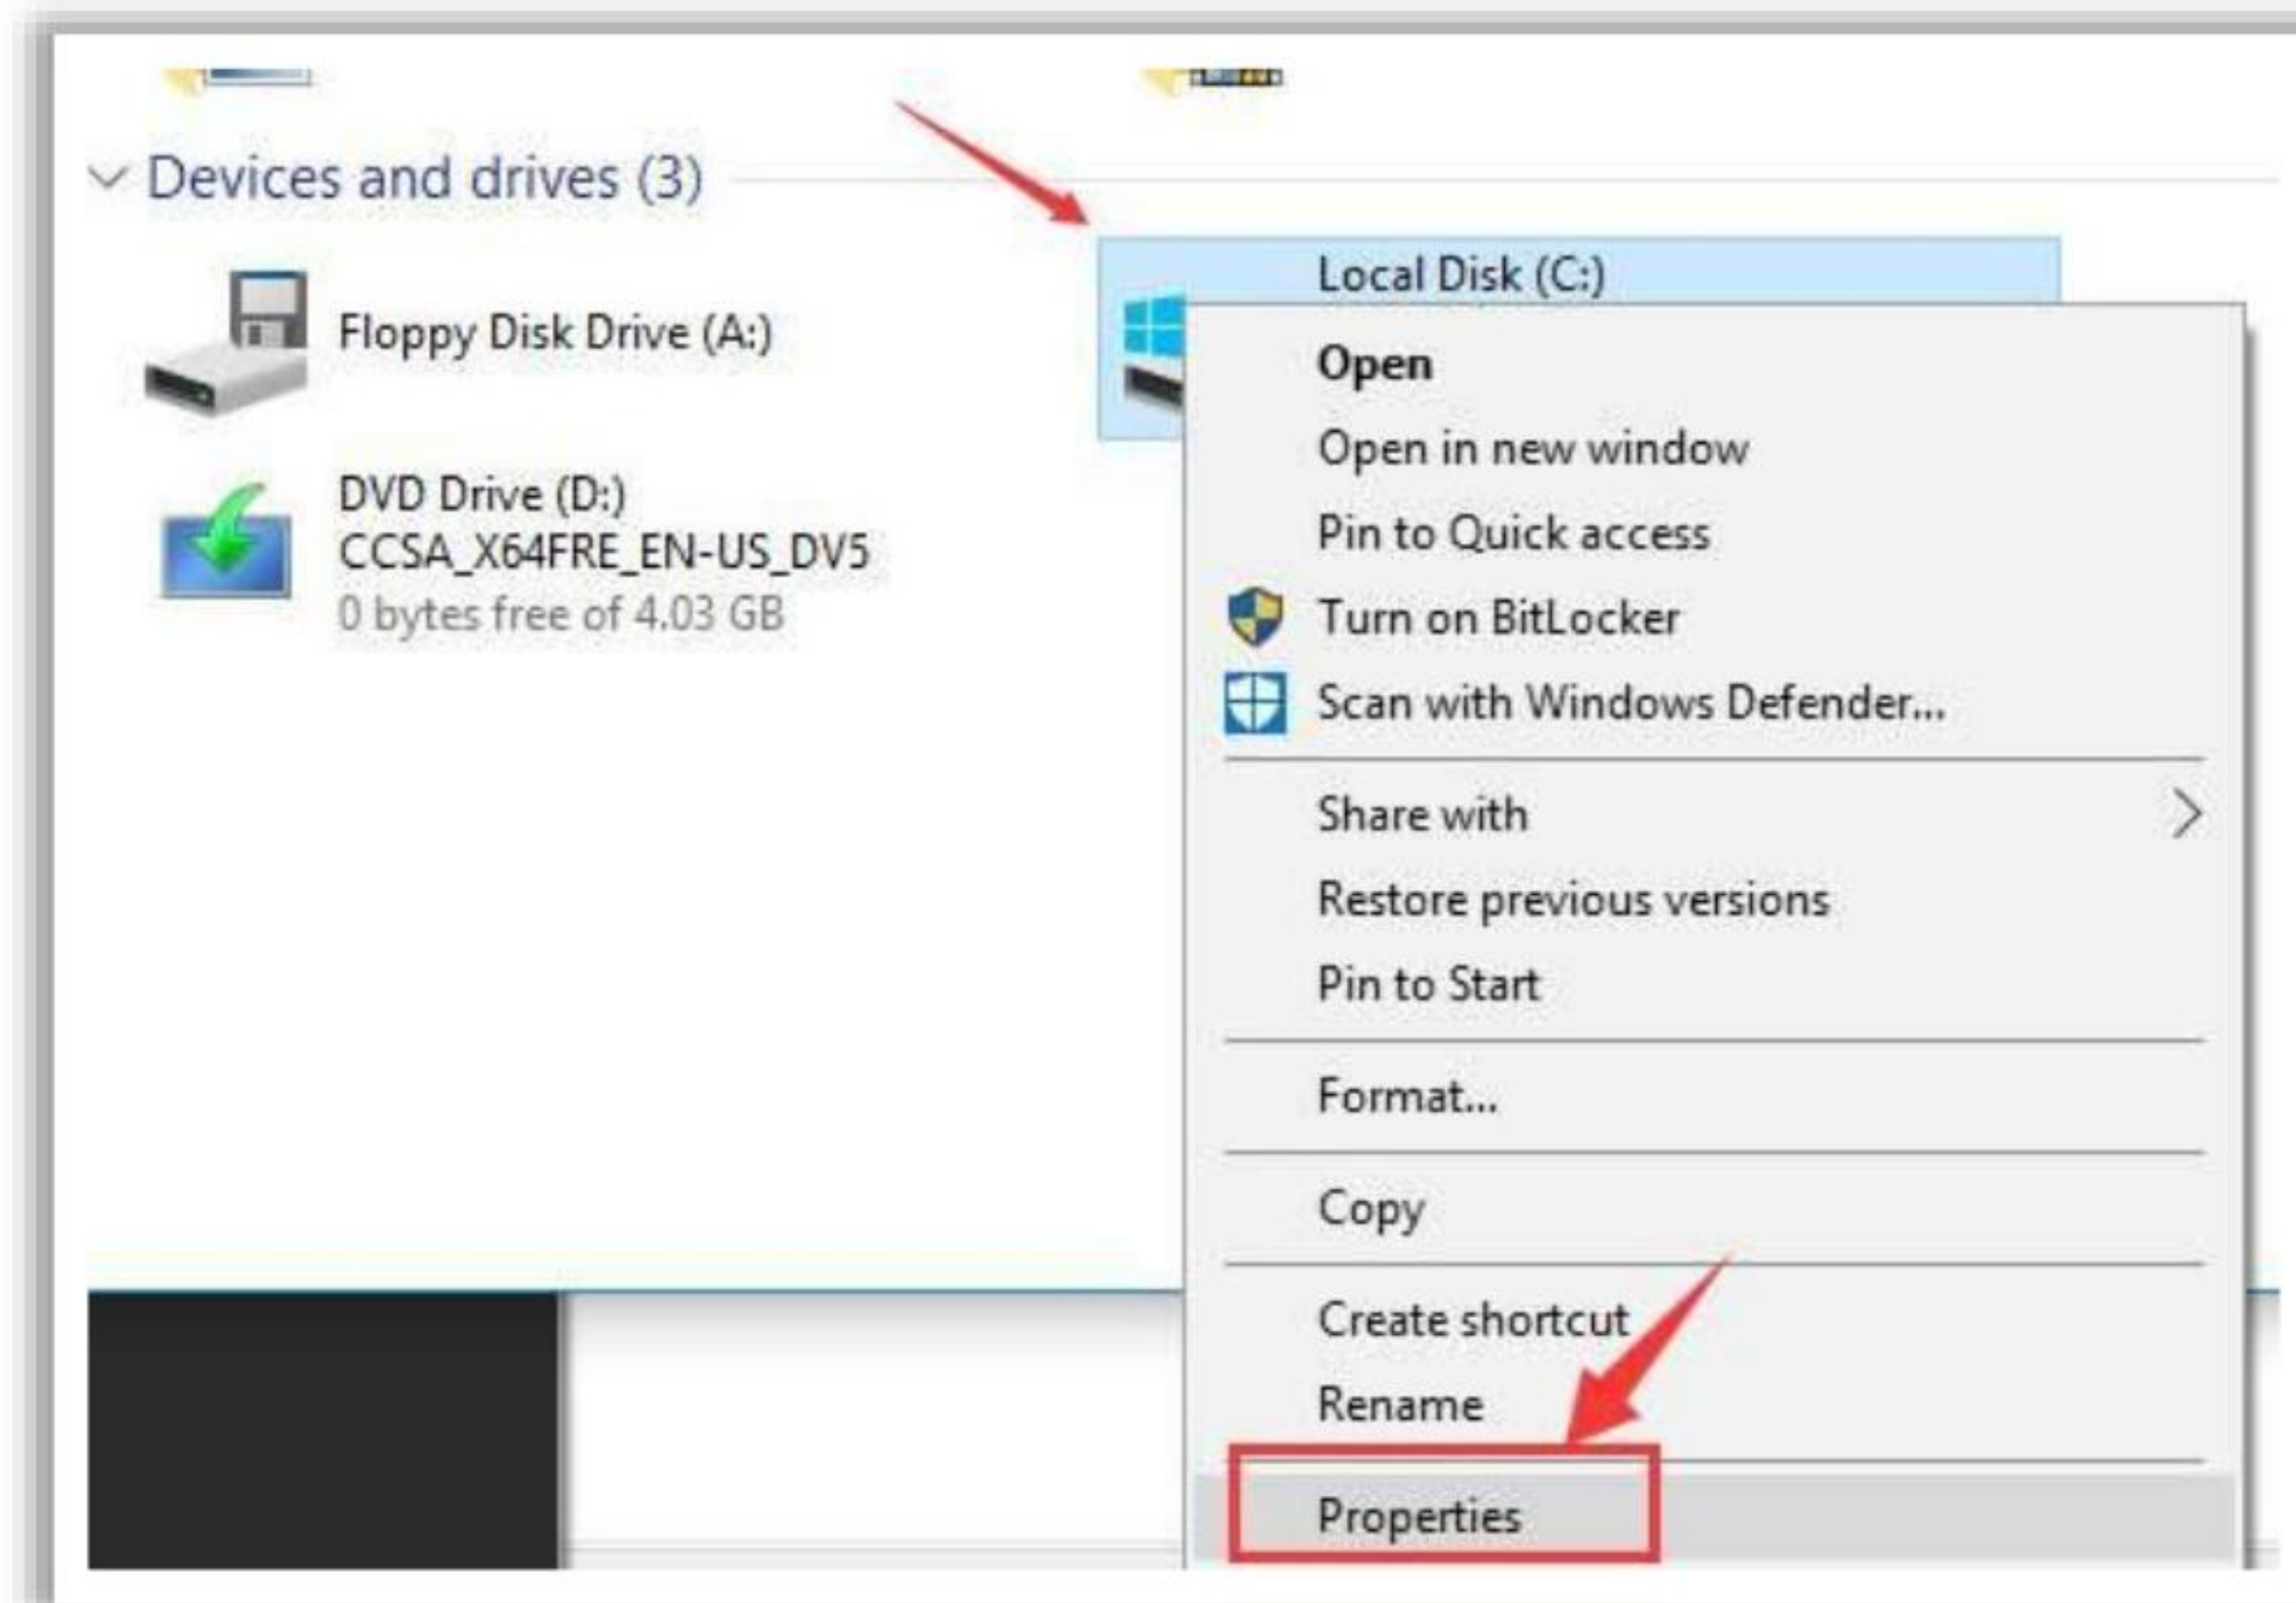 Devices and drives (3)
Floppy Disk Drive (A:)
DVD Drive (D:)
CCSA_X64FRE_EN-US_DV5
0 bytes free of 4.03 GB
Local Disk (C:)
Open
Open in new window
Pin to Quick access
Turn on BitLocker
Scan with Windows Defender...
Share with
Restore previous versions
Pin to Start
Format...
Copy
Create shortcut
Rename
Properties